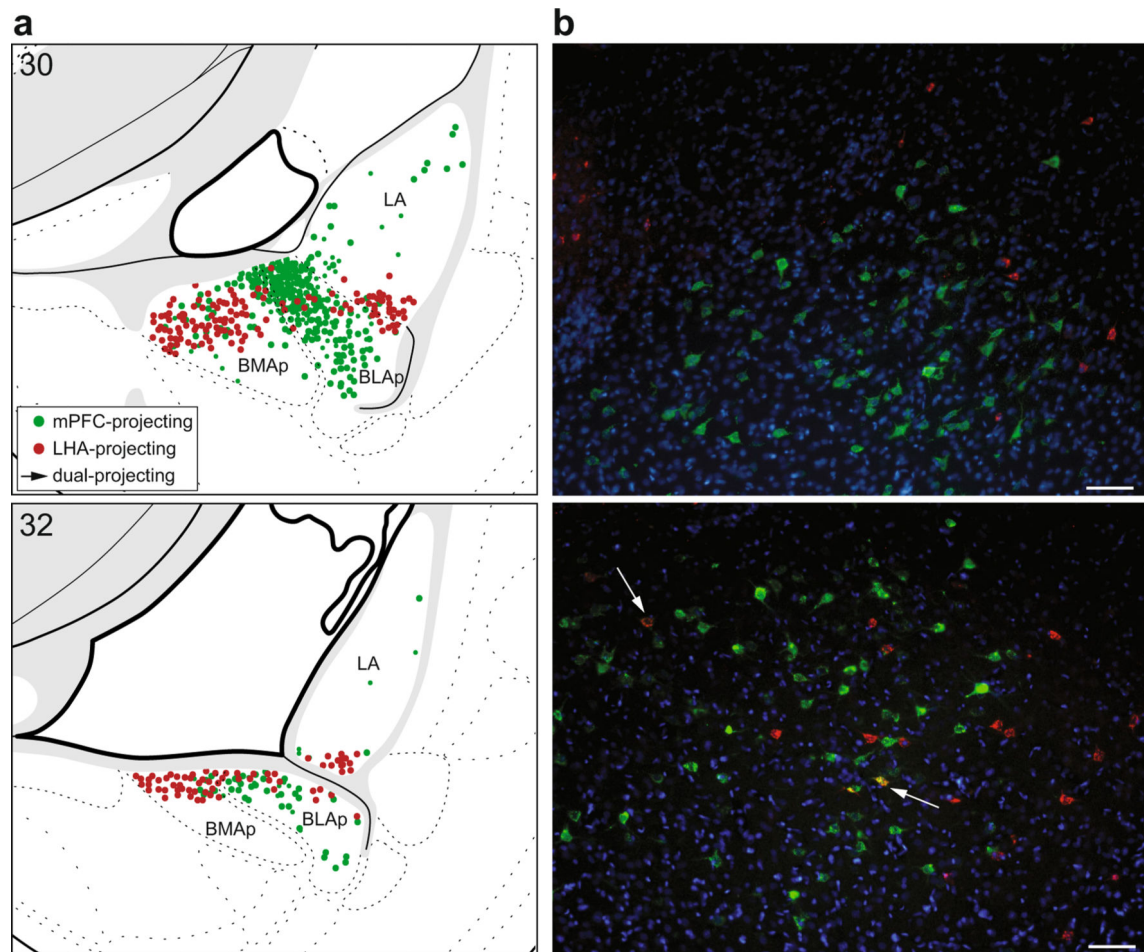 a
b
30
LA
BMAp
BLAp
mPFC-projecting
LHA-projecting
dual-projecting
32
LA
BMAp
BLAp